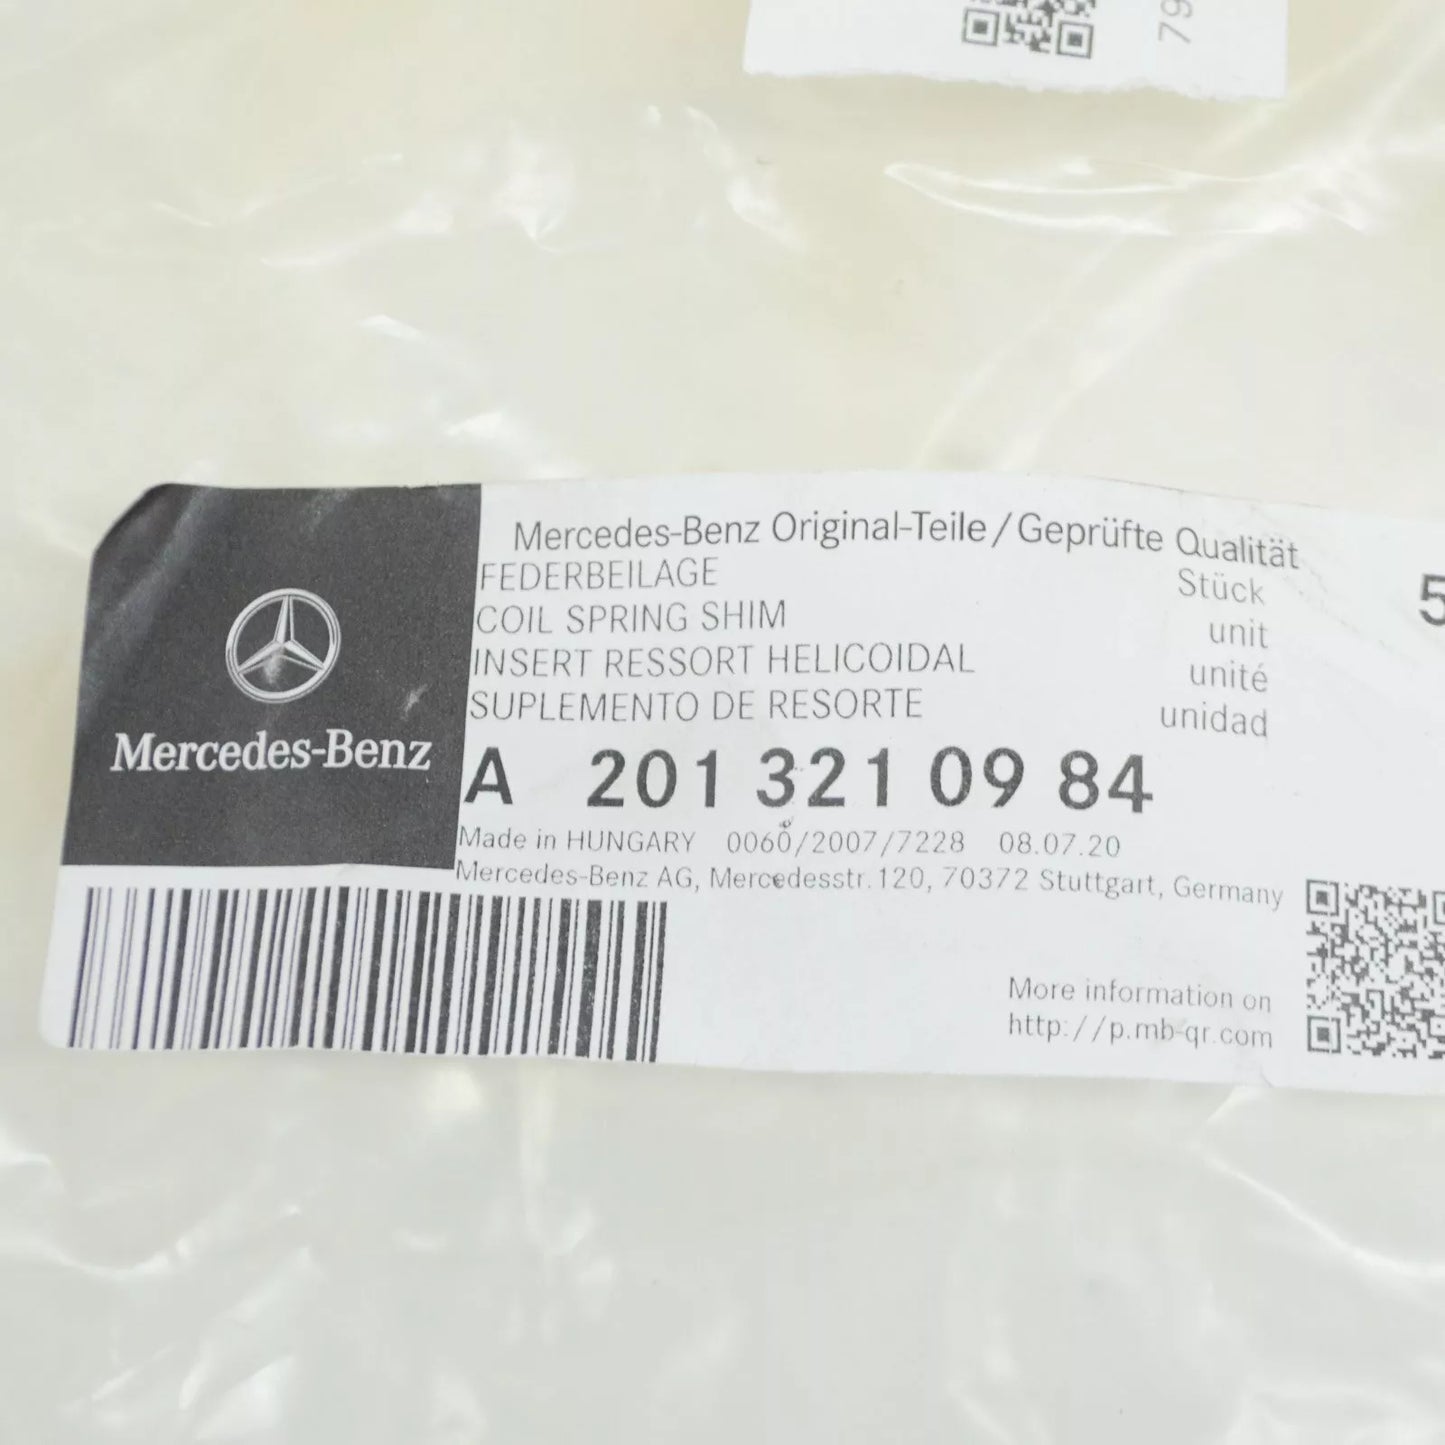 79
Mercedes-Benz
Mercedes-Benz Original-Teile/Geprüfte Qualität
FEDERBEILAGE Stück 5
COIL SPRING SHIM unit
INSERT RESSORT HELICOIDAL unité
SUPLEMENTO DE RESORTE unidad
A 201 321 09 84
Made in HUNGARY 0060/2007/7228 08.07.20
Mercedes-Benz AG, Mercedesstr. 120, 70372 Stuttgart, Germany
More information on
http://p.mb-qr.com